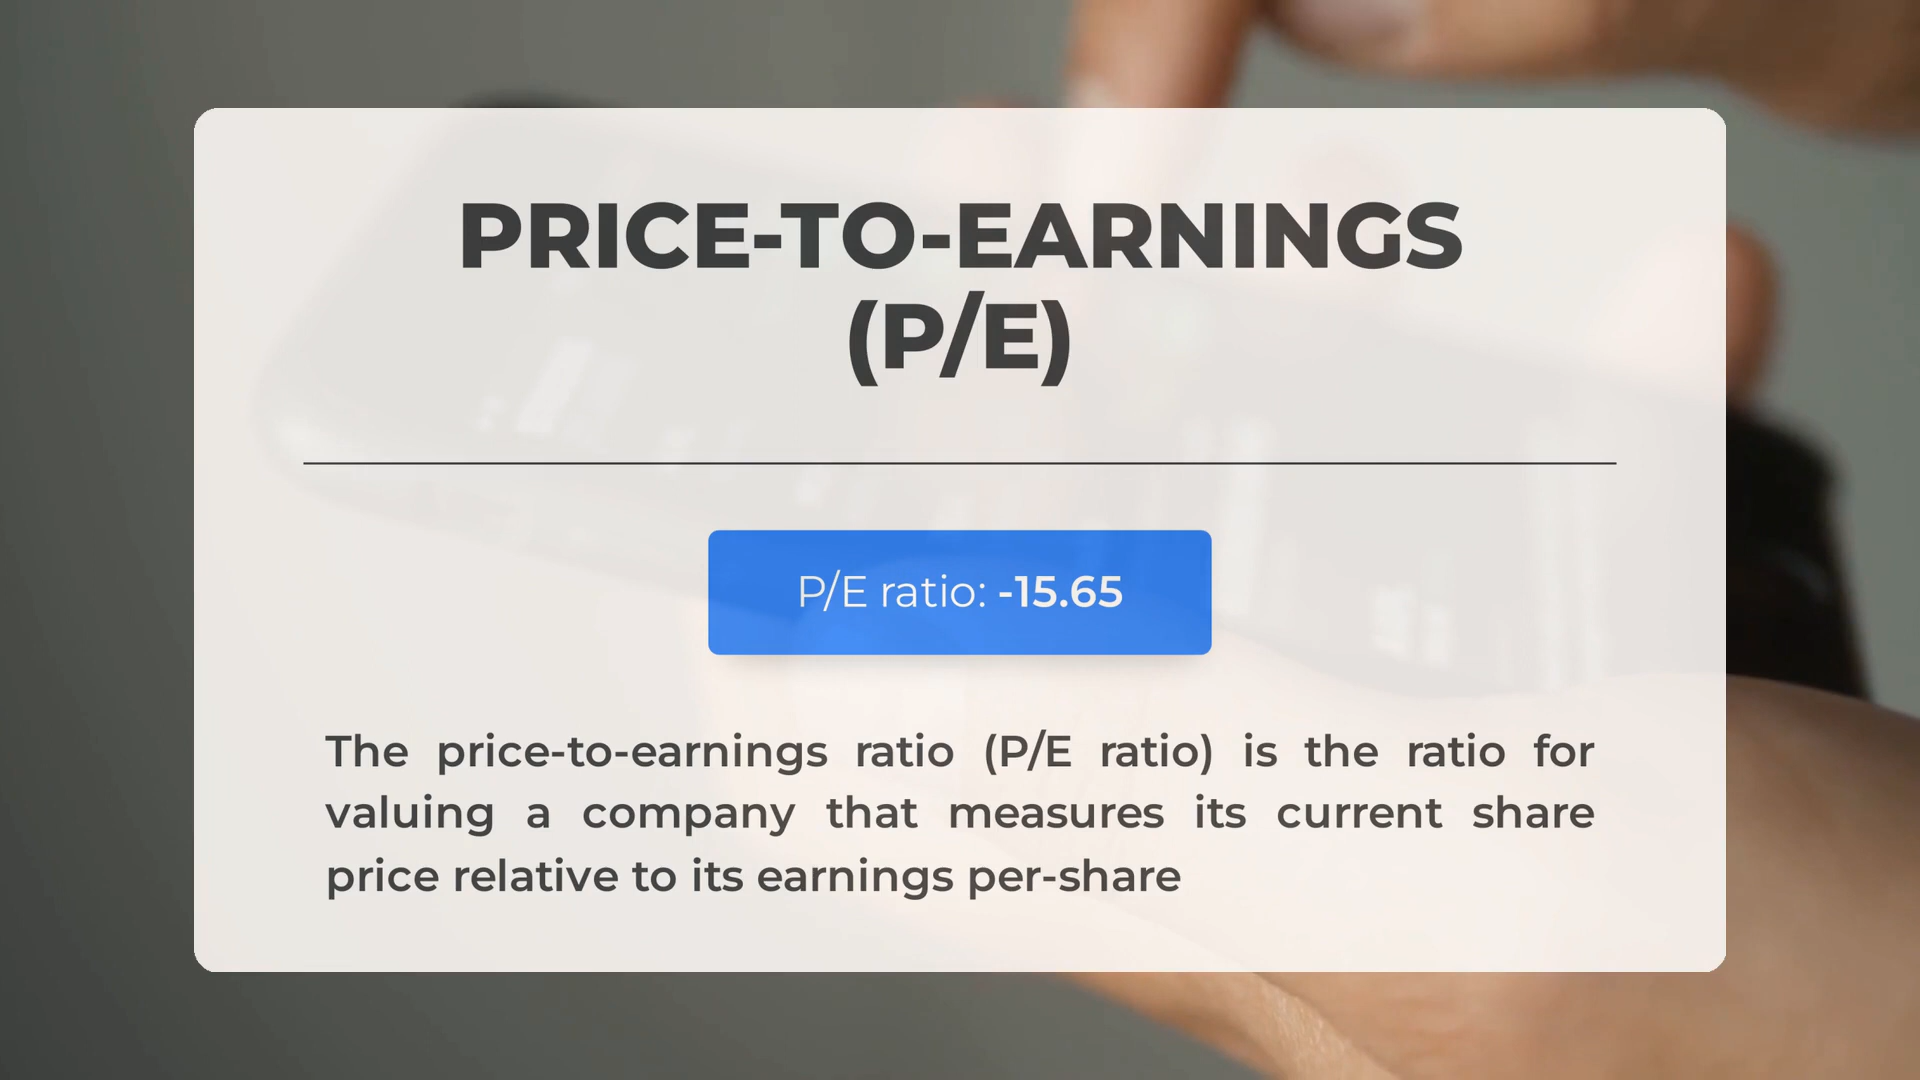 PRICE-TO-EARNINGS
(P/E)
P/E ratio: -15.65
The price-to-earnings ratio (P/E ratio) is the ratio for
valuing a company that measures its current share
price relative to its earnings per-share